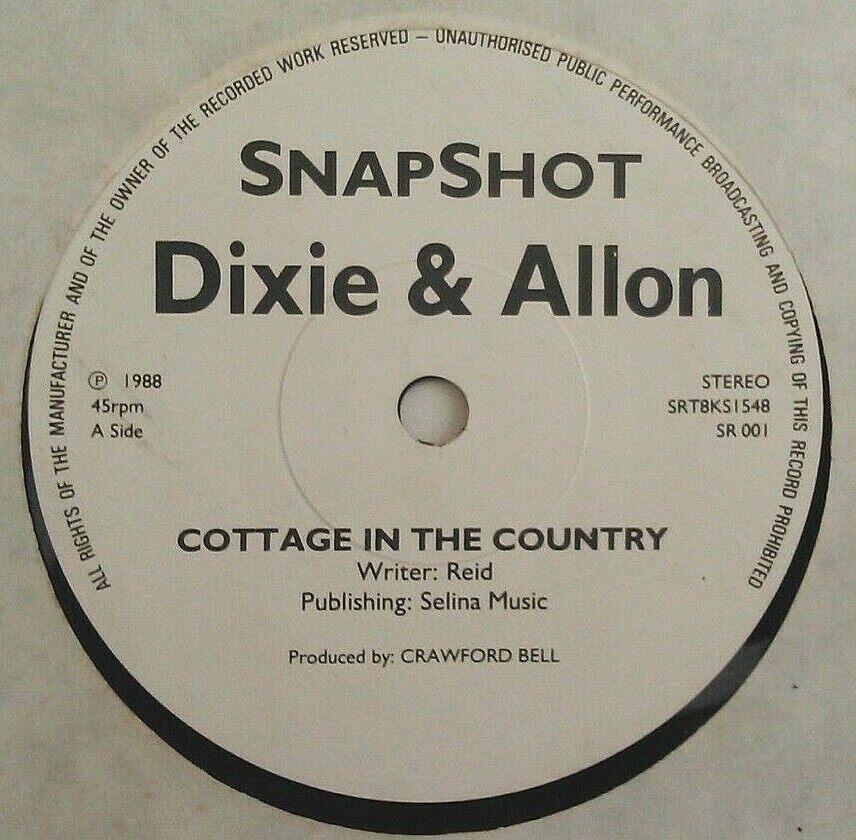 ALL RIGHTS OF THE MANUFACTURER AND OF THE OWNER OF THE RECORDED WORK RESERVED – UNAUTHORISED PUBLIC PERFORMANCE BROADCASTING AND COPYING OF THIS RECORD PROHIBITED
SNAPSHOT
Dixie & Allon
Ⓟ 1988
45rpm
A Side
STEREO
SRT8KS1548
SR 001
COTTAGE IN THE COUNTRY
Writer: Reid
Publishing: Selina Music
Produced by: CRAWFORD BELL